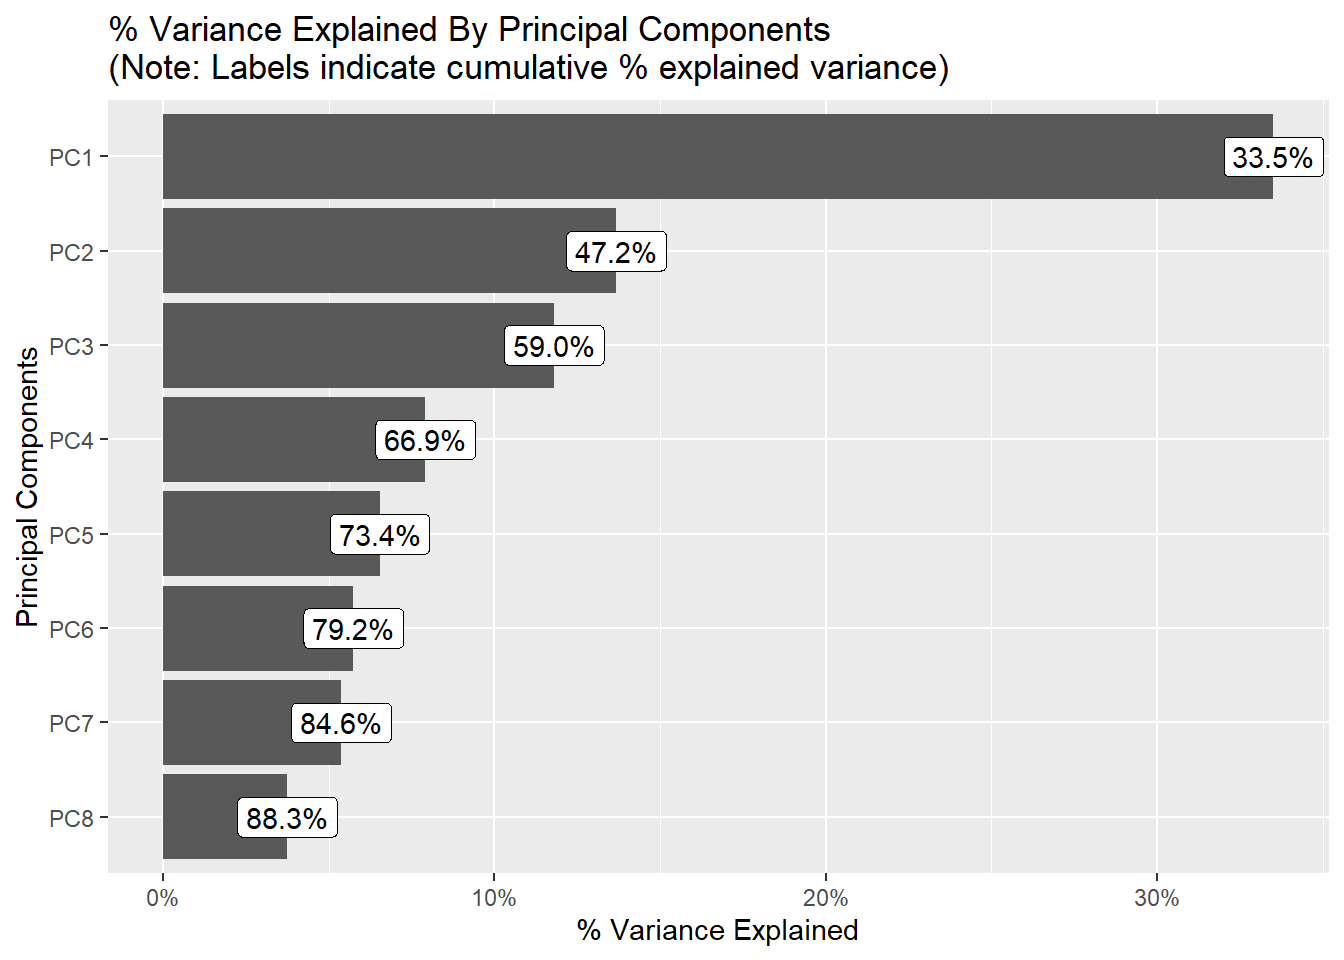 % Variance Explained By Principal Components
(Note: Labels indicate cumulative % explained variance)
Principal Components
PC1
33.5%
PC2
47.2%
PC3
59.0%
PC4
66.9%
PC5
73.4%
PC6
79.2%
PC7
84.6%
PC8
88.3%
0%
10%
20%
30%
% Variance Explained